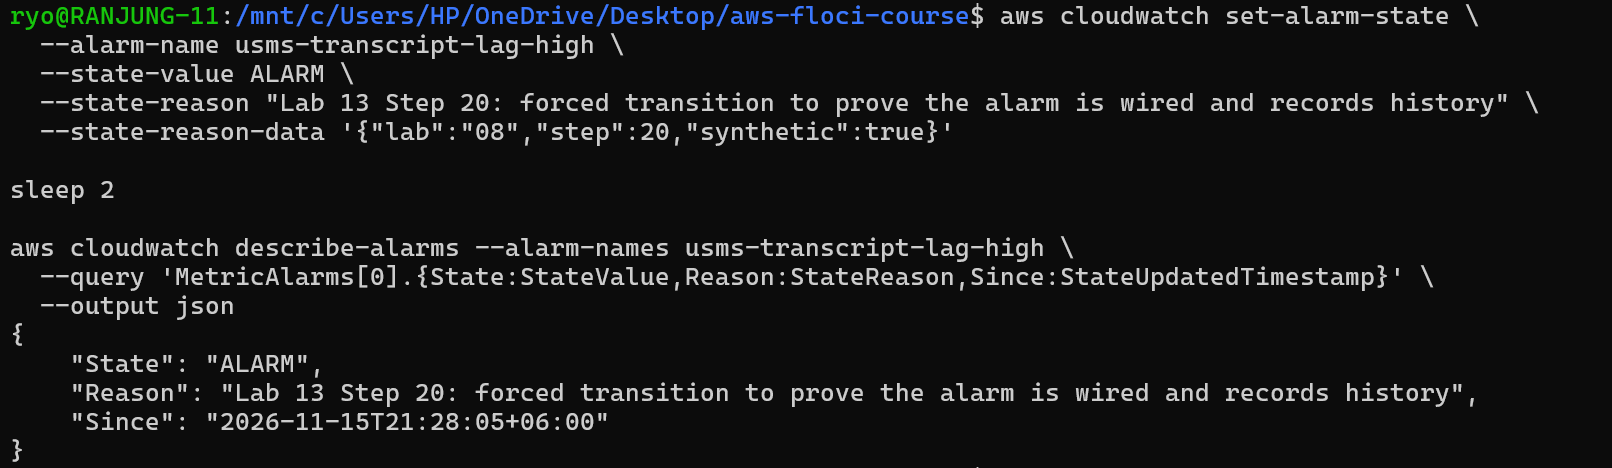 ryo@RANJUNG-11:/mnt/c/Users/HP/OneDrive/Desktop/aws-floci-course$ aws cloudwatch set-alarm-state \
  --alarm-name usms-transcript-lag-high \
  --state-value ALARM \
  --state-reason "Lab 13 Step 20: forced transition to prove the alarm is wired and records history" \
  --state-reason-data '{"lab":"08","step":20,"synthetic":true}'

sleep 2

aws cloudwatch describe-alarms --alarm-names usms-transcript-lag-high \
  --query 'MetricAlarms[0].{State:StateValue,Reason:StateReason,Since:StateUpdatedTimestamp}' \
  --output json
{
    "State": "ALARM",
    "Reason": "Lab 13 Step 20: forced transition to prove the alarm is wired and records history",
    "Since": "2026-11-15T21:28:05+06:00"
}